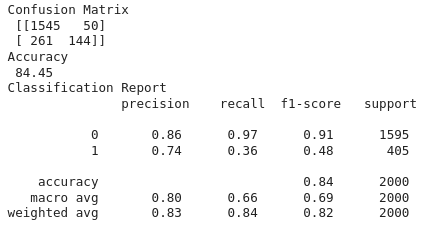 Confusion Matrix
[[1545   50]
 [ 261  144]]
Accuracy
84.45
Classification Report
              precision    recall  f1-score   support

           0       0.86      0.97      0.91      1595
           1       0.74      0.36      0.48       405

    accuracy                           0.84      2000
   macro avg       0.80      0.66      0.69      2000
weighted avg       0.83      0.84      0.82      2000